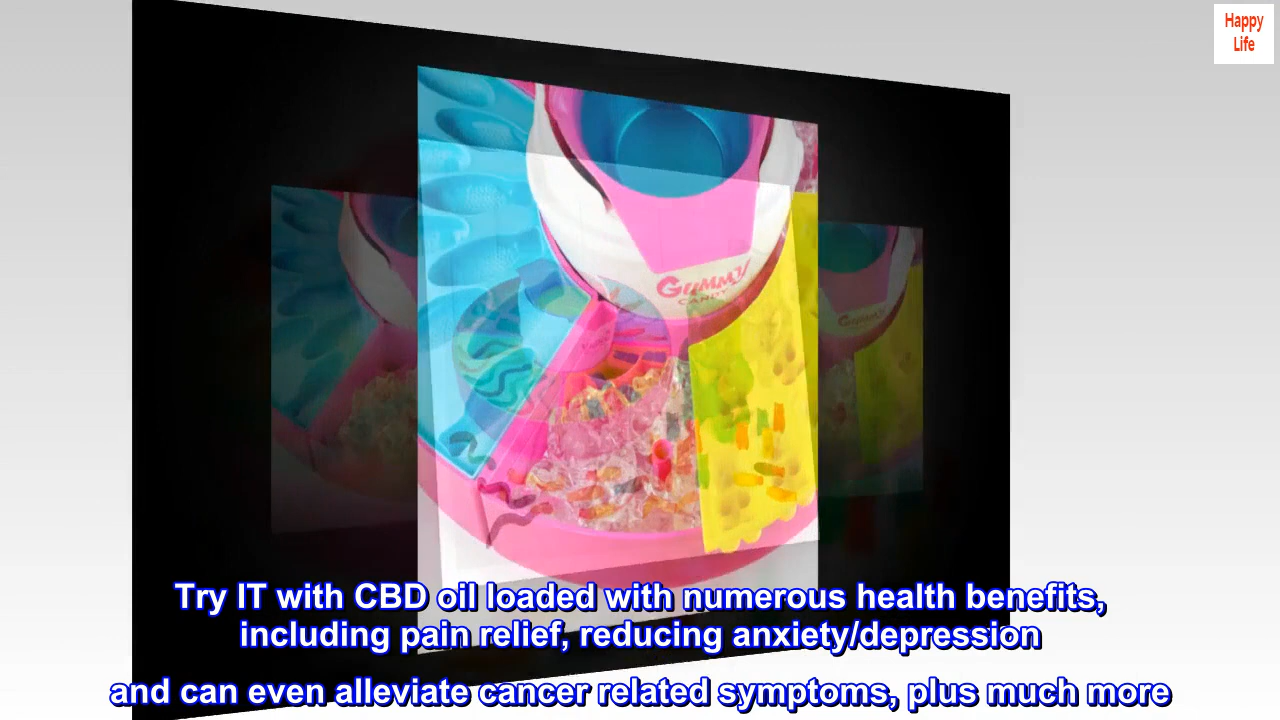 Happy
Life
GUMMY
CANDY
GUMMY
Try IT with CBD oil loaded with numerous health benefits,
including pain relief, reducing anxiety/depression
and can even alleviate cancer related symptoms, plus much more